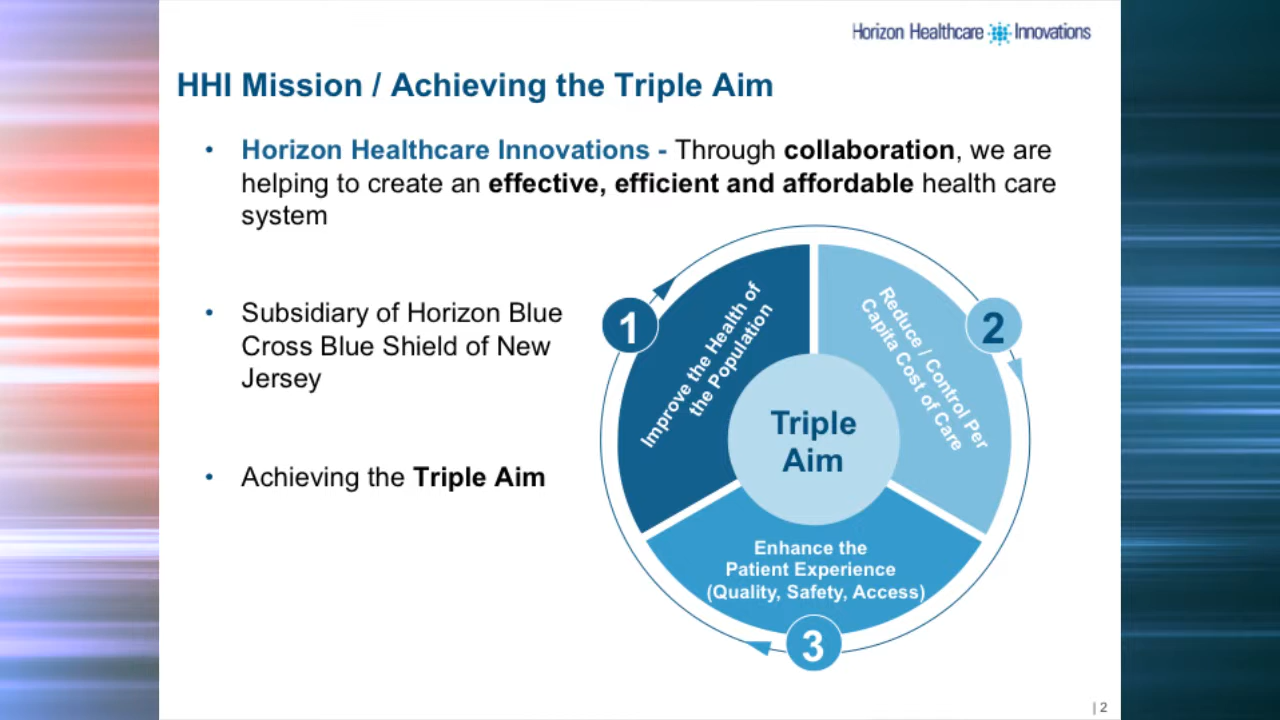 Horizon Healthcare Innovations
HHI Mission / Achieving the Triple Aim
• Horizon Healthcare Innovations - Through collaboration, we are
helping to create an effective, efficient and affordable health care
system
• Subsidiary of Horizon Blue
Cross Blue Shield of New
Jersey
• Achieving the Triple Aim
1
Improve the Health of
the Population
2
Reduce / Control Per
Capita Cost of Care
Triple
Aim
Enhance the
Patient Experience
(Quality, Safety, Access)
3
| 2